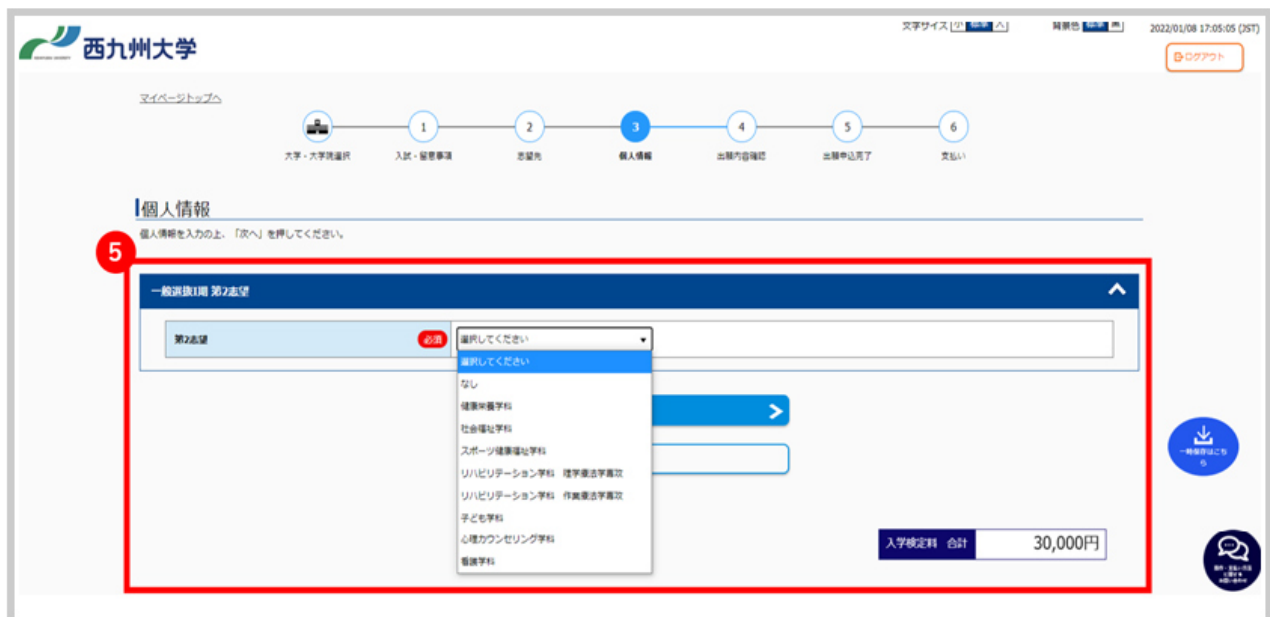 文字サイズ 小 標準 大 背景色 標準 黒 2022/01/08 17:05:05 (JST)
西九州大学
ログアウト
マイページトップへ
1 2 3 4 5 6
大学・大学院選択 入試・留意事項 志望先 個人情報 出願内容確認 出願申込完了 支払い
個人情報
個人情報を入力の上、「次へ」を押してください。
5
一般選抜I期 第2志望
第2志望 必須 選択してください
選択してください
なし
健康栄養学科
社会福祉学科
スポーツ健康福祉学科
リハビリテーション学科 理学療法学専攻
リハビリテーション学科 作業療法学専攻
子ども学科
心理カウンセリング学科
看護学科
一時保存はこち
ら
入学検定料 合計 30,000円